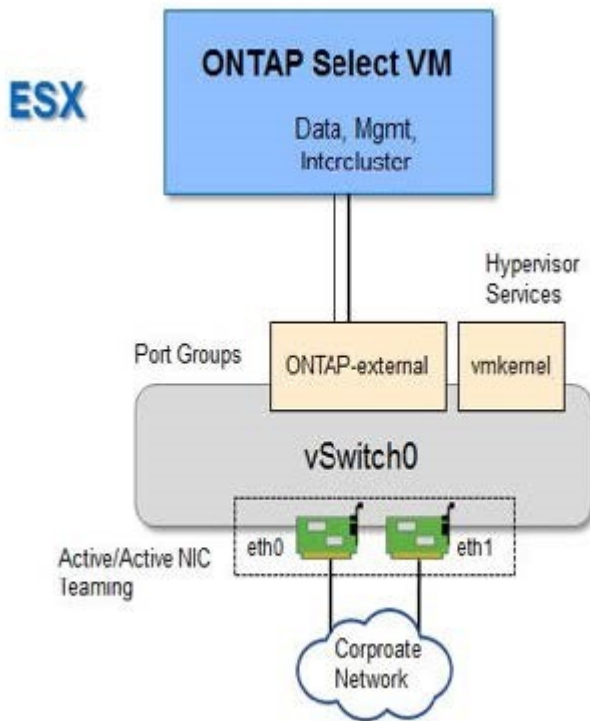 ESX
ONTAP Select VM
Data, Mgmt,
Intercluster
Hypervisor
Services
Port Groups
ONTAP-external
vmkernel
vSwitch0
eth0
eth1
Active/Active NIC
Teaming
Corproate
Network